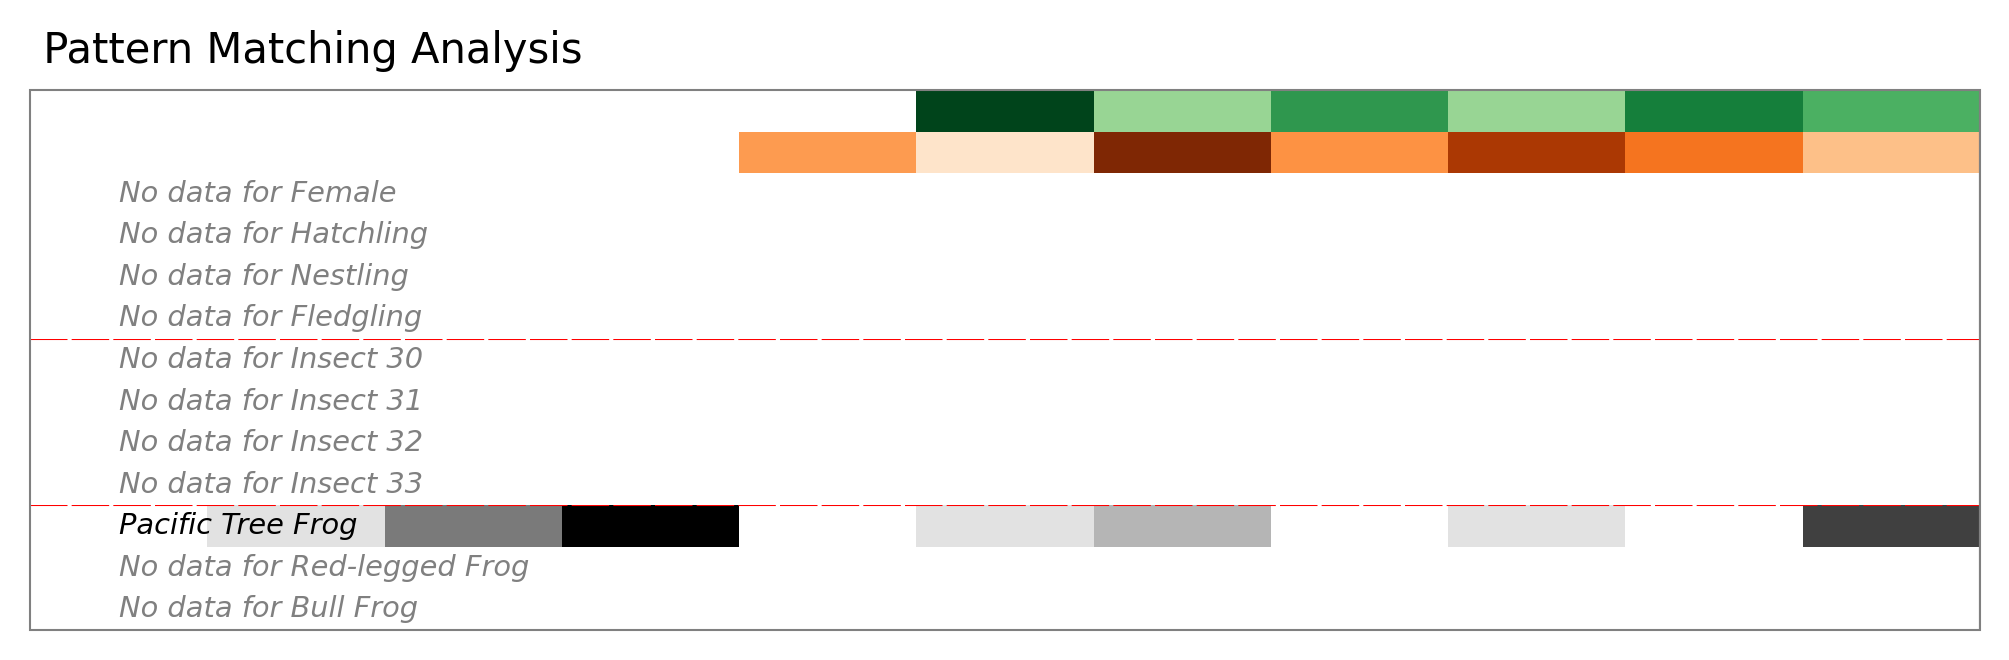 Pattern Matching Analysis
No data for Female
No data for Hatchling
No data for Nestling
No data for Fledgling
No data for Insect 30
No data for Insect 31
No data for Insect 32
No data for Insect 33
Pacific Tree Frog
No data for Red-legged Frog
No data for Bull Frog